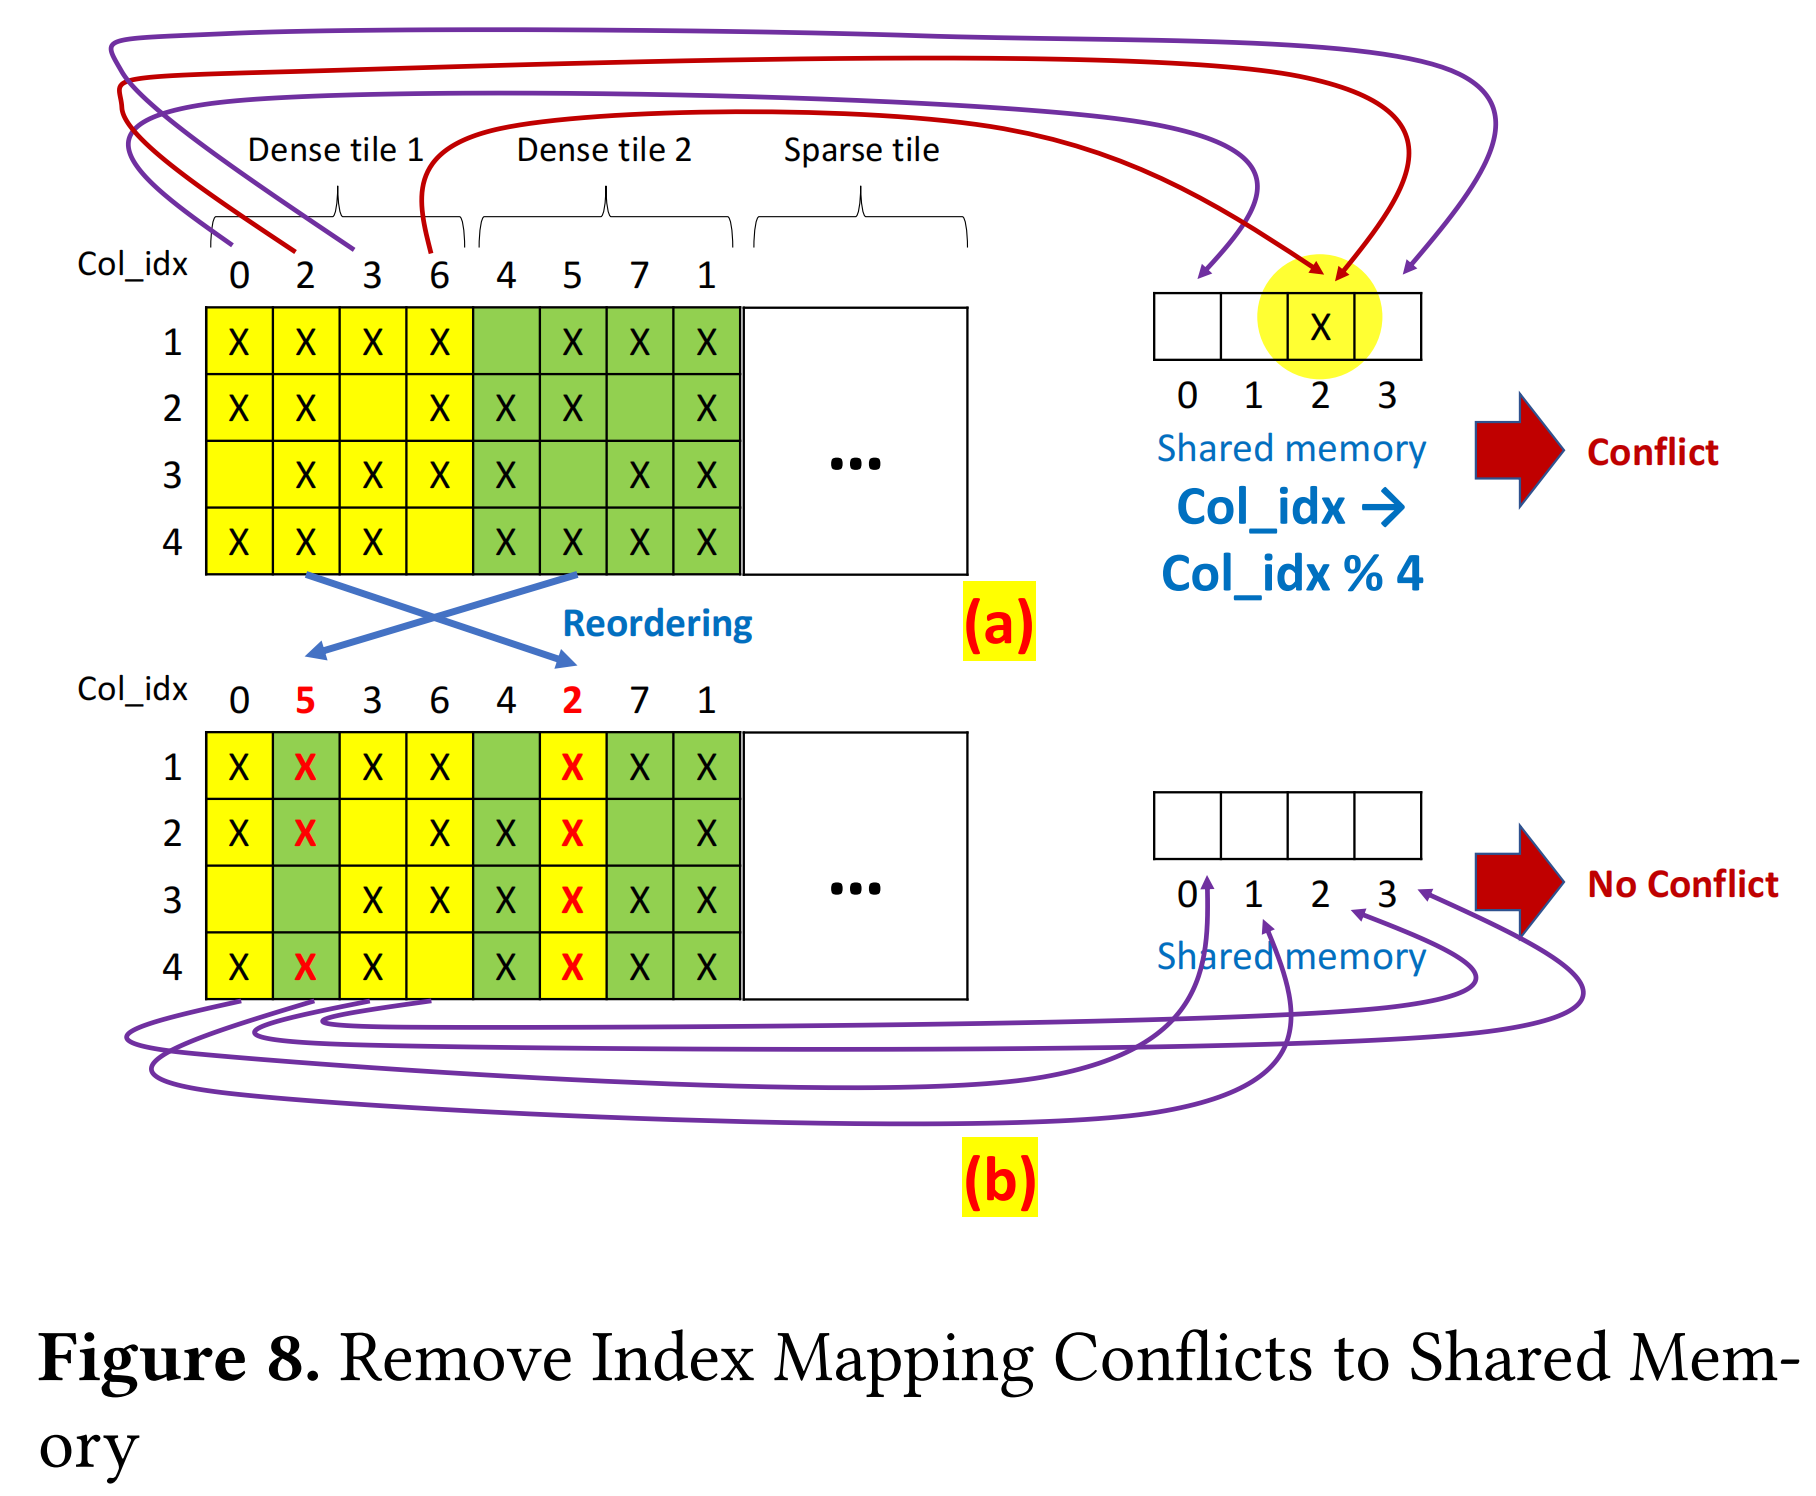 Dense tile 1 Dense tile 2 Sparse tile
Col_idx 0 2 3 6 4 5 7 1
1 X X X X X X X X
2 X X X X X X
3 X X X X X X
4 X X X X X X X
...
X
0 1 2 3
Shared memory
Col_idx →
Col_idx % 4
Conflict
Reordering
(a)
Col_idx 0 5 3 6 4 2 7 1
1 X X X X X X X
2 X X X X X X
3 X X X X X X
4 X X X X X X X
...
0 1 2 3
Shared memory
No Conflict
(b)
Figure 8. Remove Index Mapping Conflicts to Shared Mem-
ory